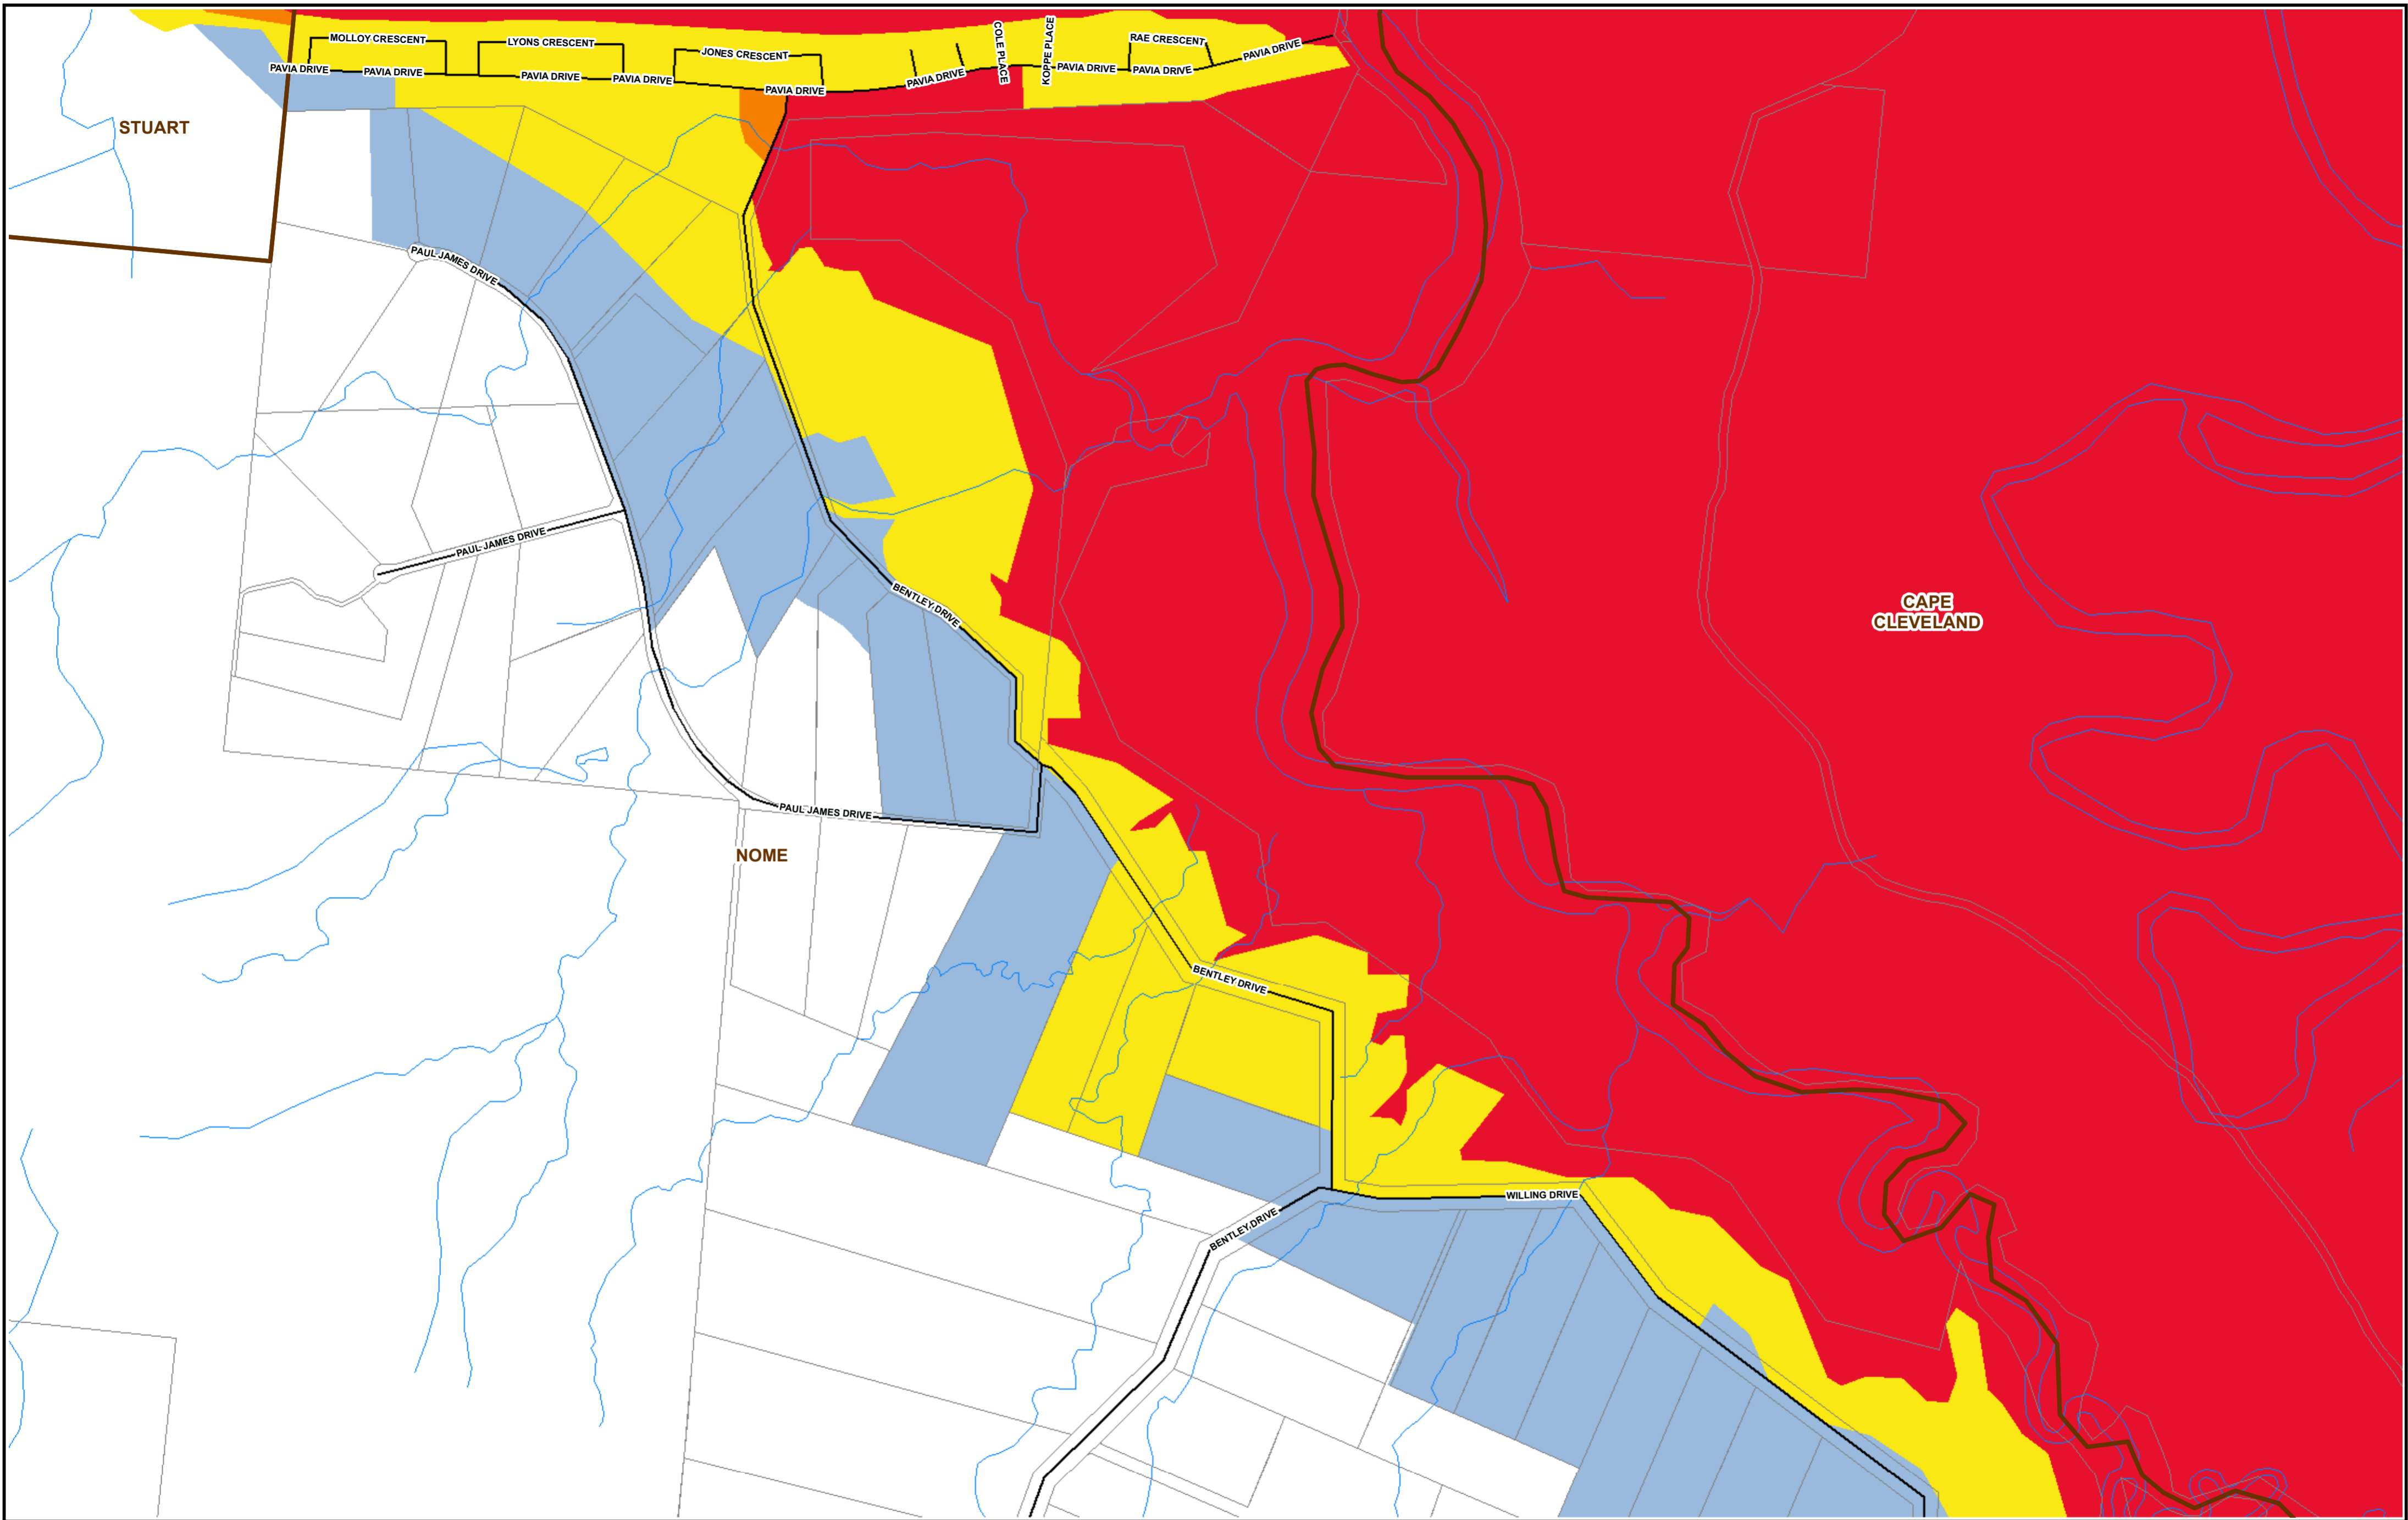 COLE PLACE
KOPPE PLACE
MOLLOY CRESCENT
LYONS CRESCENT
JONES CRESCENT
RAE CRESCENT
PAVIA DRIVE
PAVIA DRIVE
PAVIA DRIVE
PAVIA DRIVE
PAVIA DRIVE
PAVIA DRIVE
PAVIA DRIVE
PAVIA DRIVE
PAVIA DRIVE
STUART
PAUL JAMES DRIVE
PAUL JAMES DRIVE
BENTLEY DRIVE
CAPE
CLEVELAND
PAUL JAMES DRIVE
NOME
BENTLEY DRIVE
WILLING DRIVE
BENTLEY DRIVE